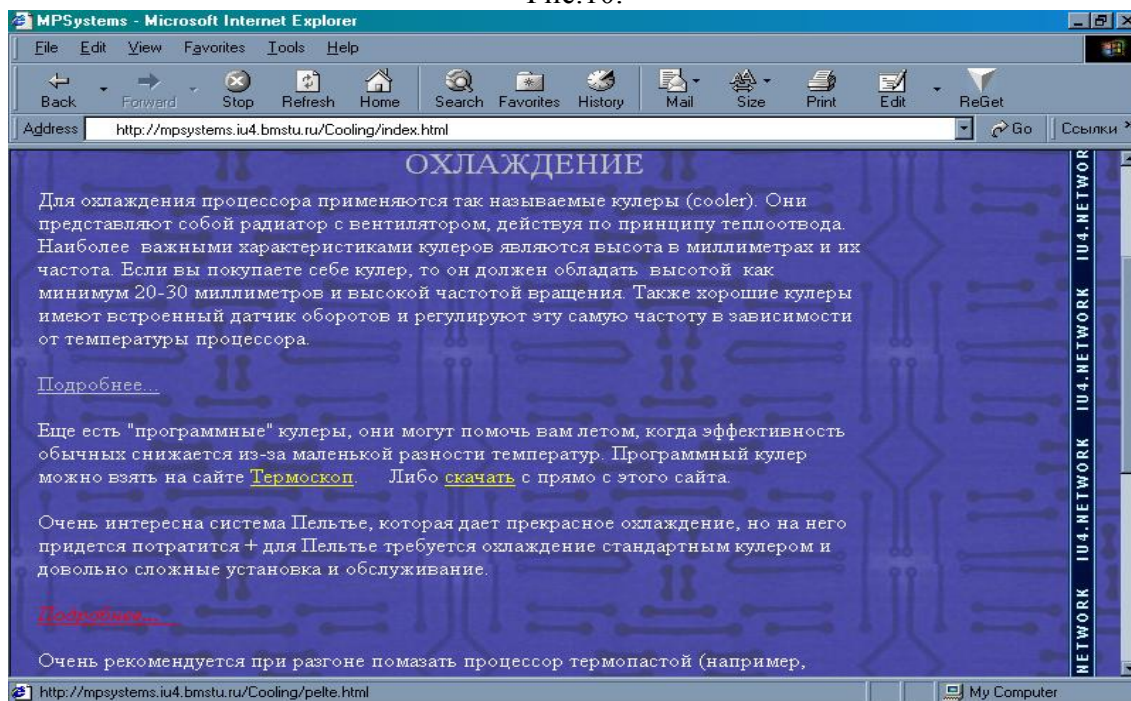 Рис.10.
MPSystems - Microsoft Internet Explorer
File Edit View Favorites Tools Help
Back Forward Stop Refresh Home Search Favorites History Mail Size Print Edit ReGet
Address http://mpsystems.iu4.bmstu.ru/Cooling/index.html Go Ссылки
ОХЛАЖДЕНИЕ
Для охлаждения процессора применяются так называемые кулеры (cooler). Они
представляют собой радиатор с вентилятором, действуя по принципу теплоотвода.
Наиболее важными характеристиками кулеров являются высота в миллиметрах и их
частота. Если вы покупаете себе кулер, то он должен обладать высотой как
минимум 20-30 миллиметров и высокой частотой вращения. Также хорошие кулеры
имеют встроенный датчик оборотов и регулируют эту самую частоту в зависимости
от температуры процессора.
Подробнее...
Еще есть "программные" кулеры, они могут помочь вам летом, когда эффективность
обычных снижается из-за маленькой разности температур. Программный кулер
можно взять на сайте Термоскоп. Либо скачать с прямо с этого сайта.
Очень интересна система Пельтье, которая дает прекрасное охлаждение, но на него
придется потратится + для Пельтье требуется охлаждение стандартным кулером и
довольно сложные установка и обслуживание.
Подробнее...
Очень рекомендуется при разгоне помазать процессор термопастой (например,
IU4.NETWORK IU4.NETWORK IU4.NETWORK IU4.NETWOR
http://mpsystems.iu4.bmstu.ru/Cooling/pelte.html My Computer